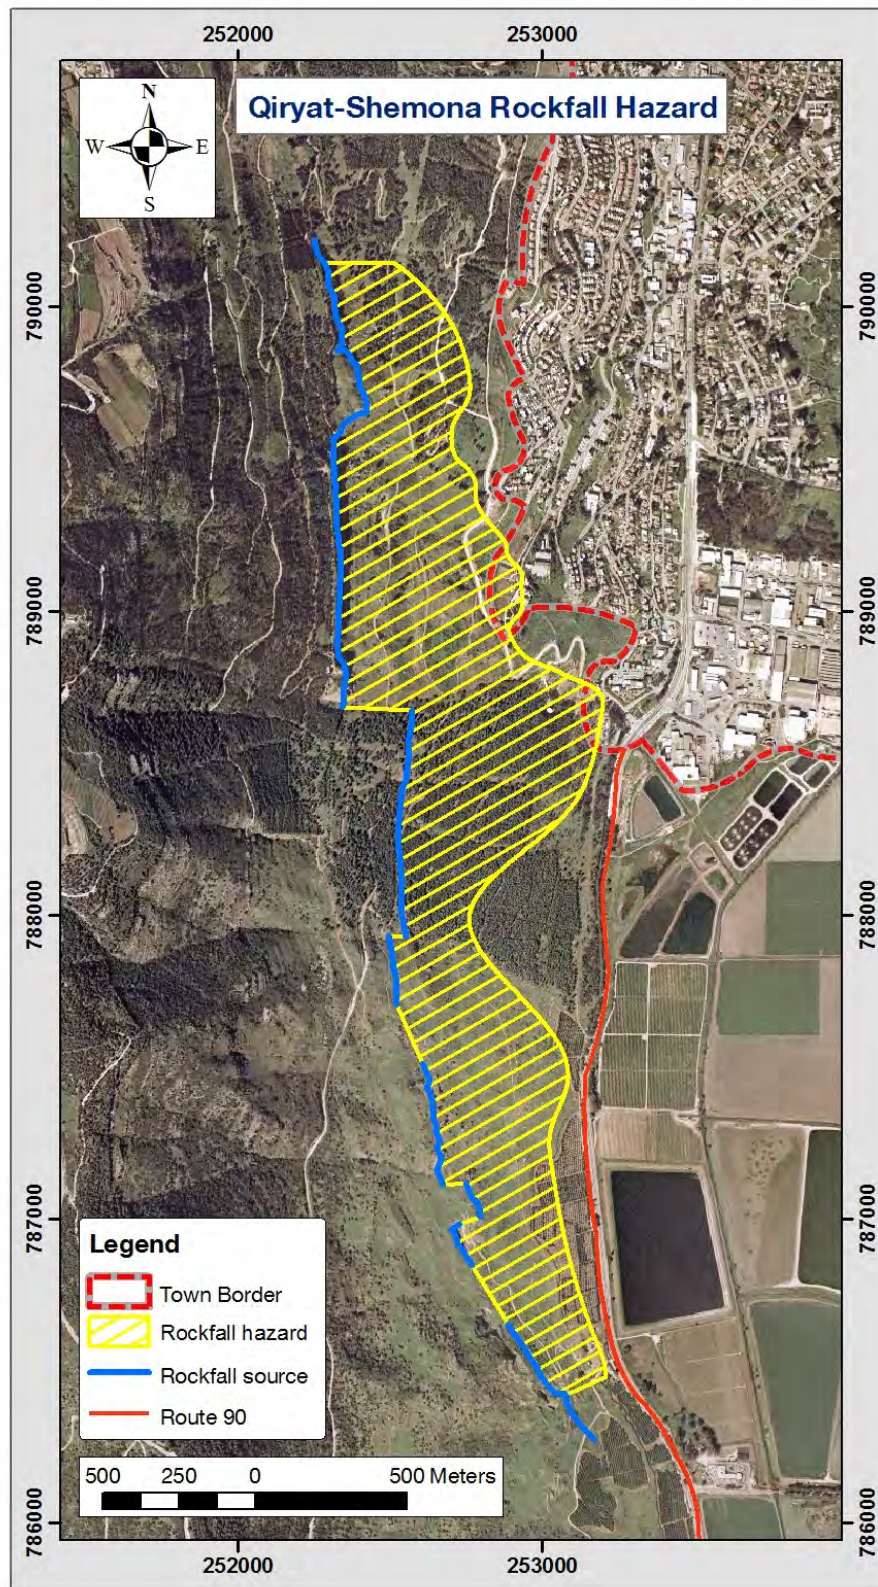 252000 253000
N
W E
S
Qiryat-Shemona Rockfall Hazard
790000 790000
789000 789000
788000 788000
787000 787000
786000 786000
Legend
Town Border
Rockfall hazard
Rockfall source
Route 90
500 250 0 500 Meters
252000 253000